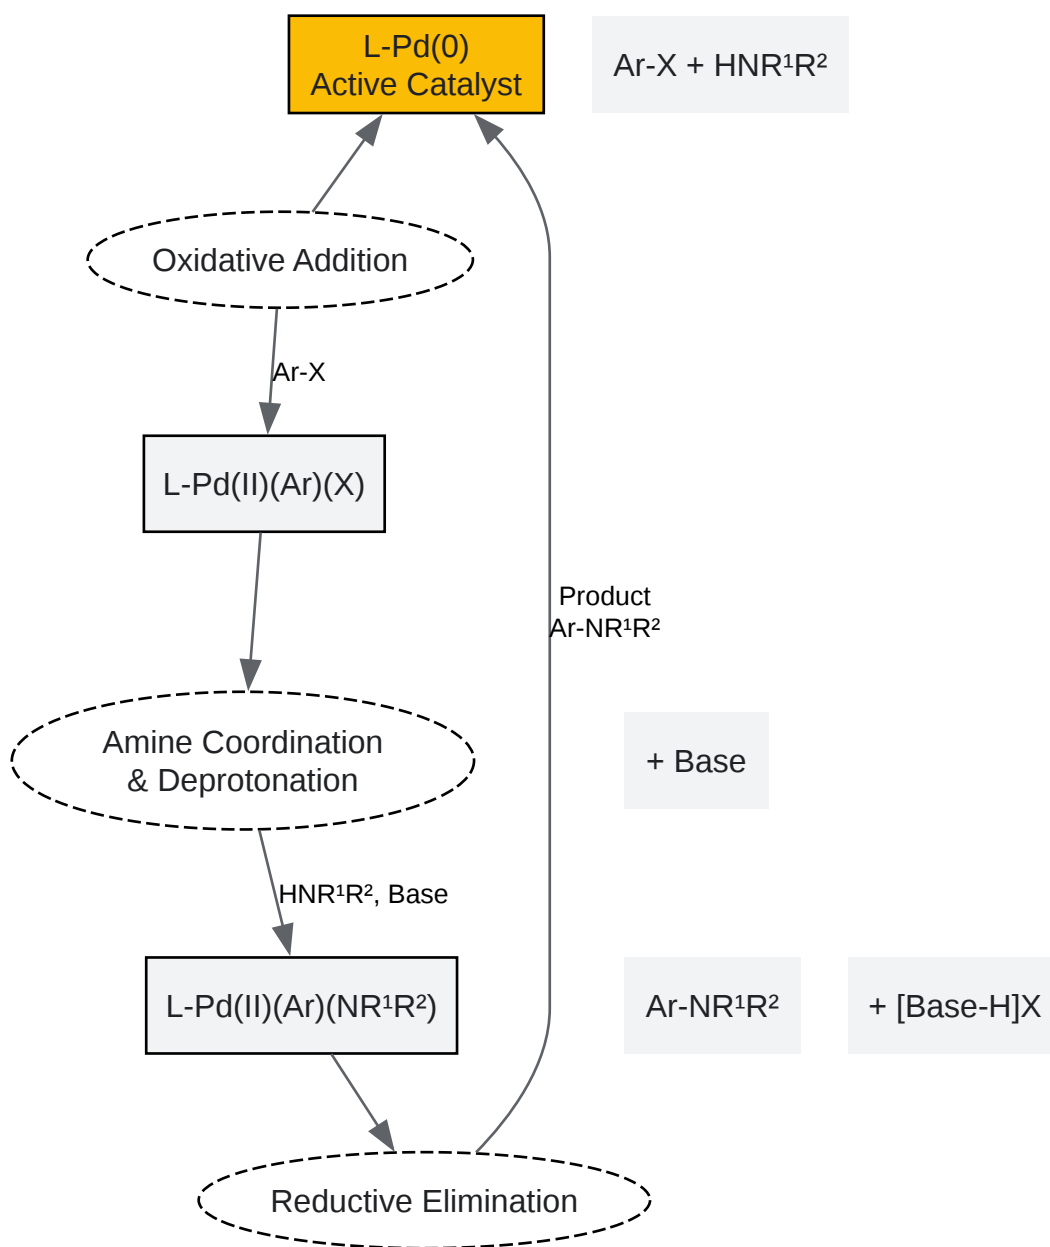 L-Pd(0)
Active Catalyst
Ar-X + HNR¹R²
Oxidative Addition
Ar-X
L-Pd(II)(Ar)(X)
Product
Ar-NR¹R²
Amine Coordination
& Deprotonation
+ Base
HNR¹R², Base
L-Pd(II)(Ar)(NR¹R²)
Ar-NR¹R²
+ [Base-H]X
Reductive Elimination